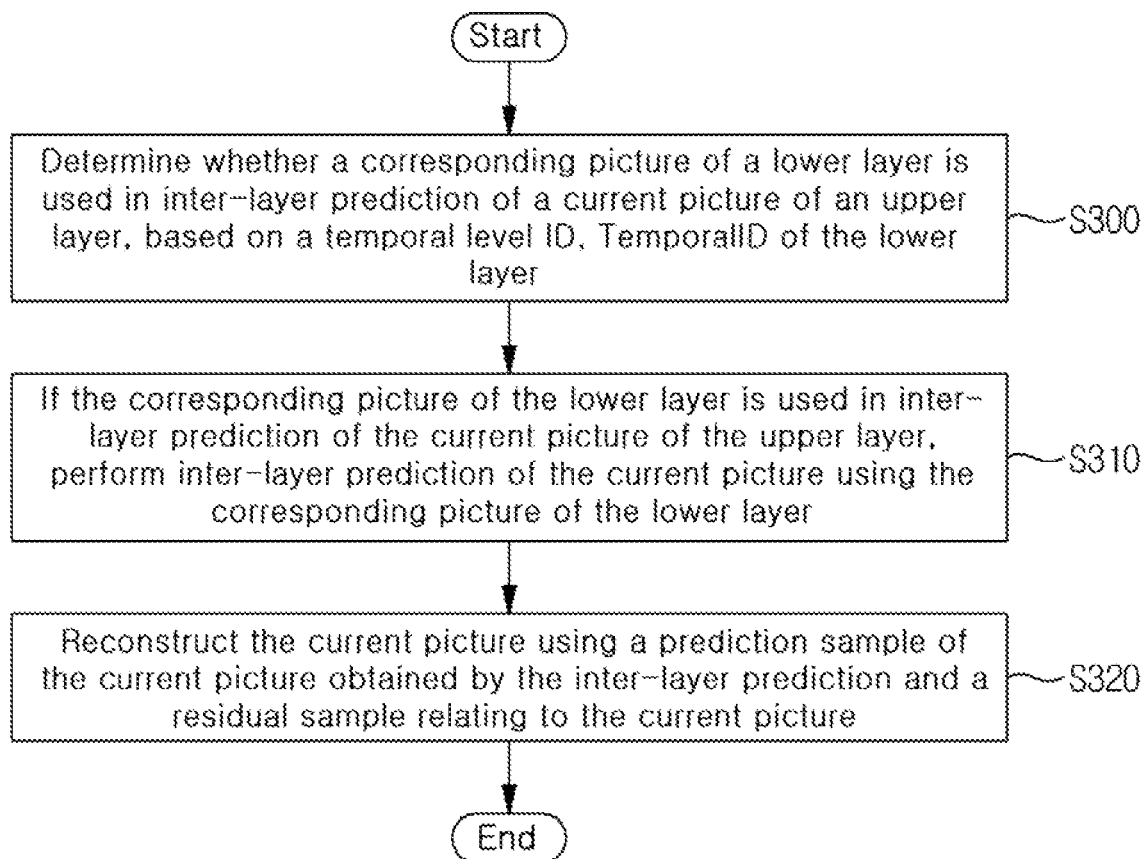 Start
Determine whether a corresponding picture of a lower layer is
used in inter-layer prediction of a current picture of an upper
layer, based on a temporal level ID, TemporalID of the lower
layer
S300
If the corresponding picture of the lower layer is used in inter-
layer prediction of the current picture of the upper layer,
perform inter-layer prediction of the current picture using the
corresponding picture of the lower layer
S310
Reconstruct the current picture using a prediction sample of
the current picture obtained by the inter-layer prediction and a
residual sample relating to the current picture
S320
End